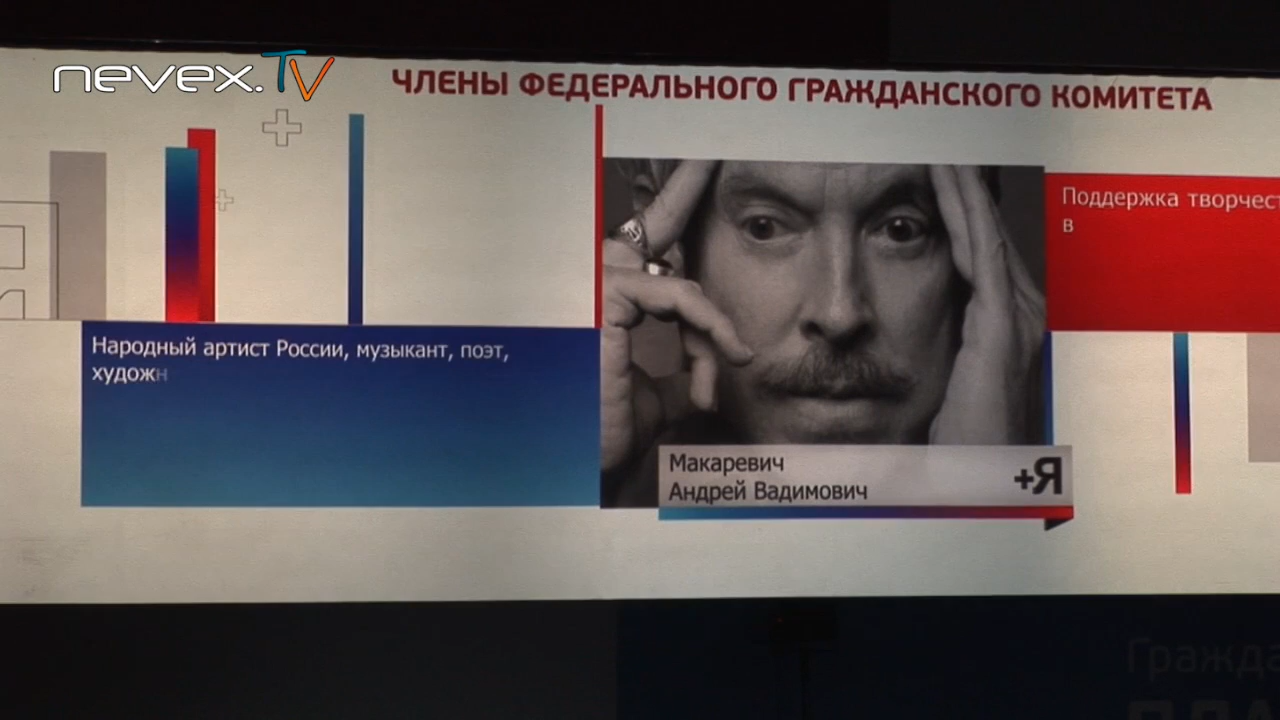 nevex.TV
ЧЛЕНЫ ФЕДЕРАЛЬНОГО ГРАЖДАНСКОГО КОМИТЕТА
Поддержка творчест
в
Народный артист России, музыкант, поэт,
художн
Макаревич
Андрей Вадимович
+Я
Гражда